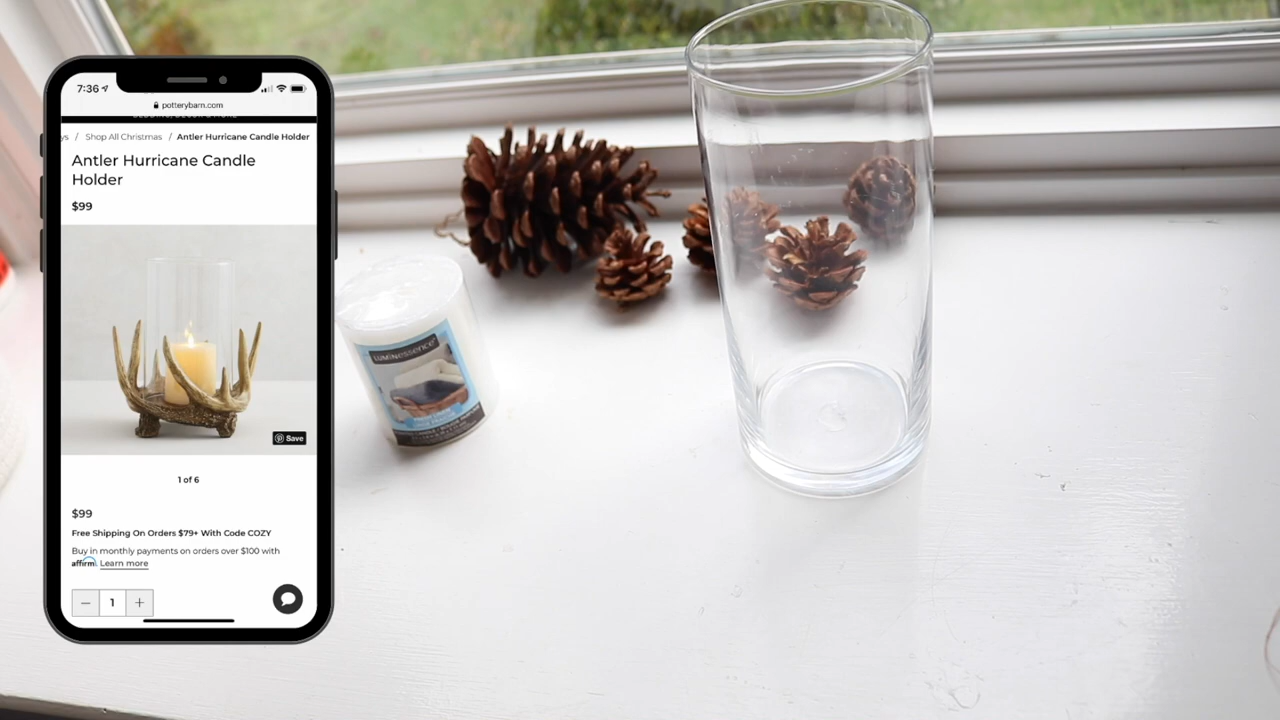 7:36
potterybarn.com
ys / Shop All Christmas / Antler Hurricane Candle Holder
Antler Hurricane Candle
Holder
$99
Save
1 of 6
$99
Free Shipping On Orders $79+ With Code COZY
Buy in monthly payments on orders over $100 with
affirm. Learn more
− 1 +
LUMINessence